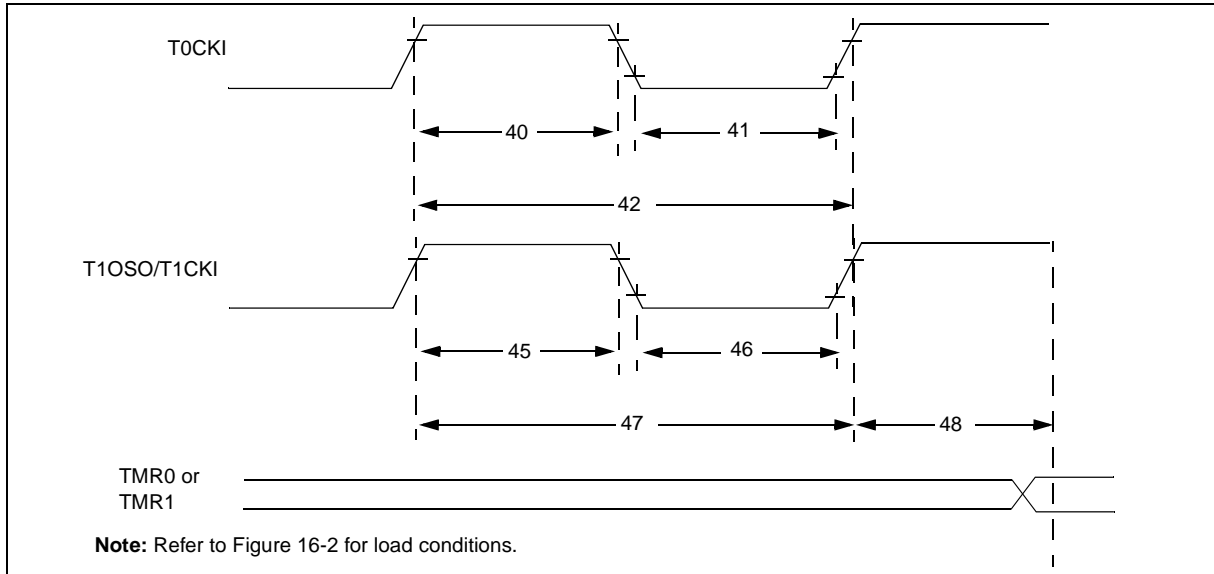 T0CKI
40
41
42
T1OSO/T1CKI
45
46
47
48
TMR0 or
TMR1
Note: Refer to Figure 16-2 for load conditions.